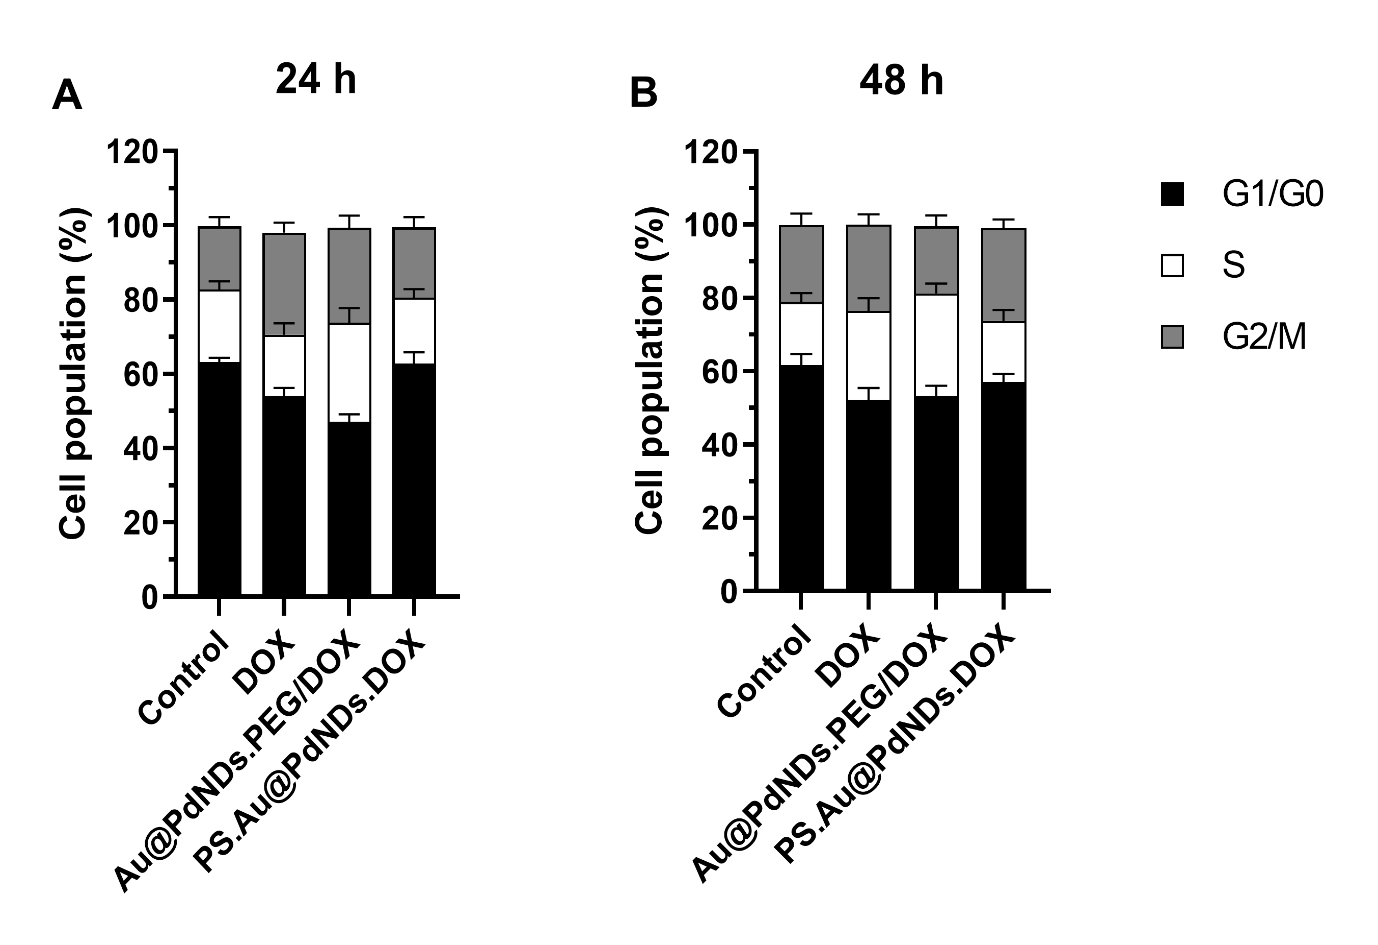 A
24 h
Cell population (%)
120
100
80
60
40
20
0
Control
DOX
Au@PdNDs.PEG/DOX
PS.Au@PdNDs.DOX
B
48 h
Cell population (%)
120
100
80
60
40
20
0
Control
DOX
Au@PdNDs.PEG/DOX
PS.Au@PdNDs.DOX
G1/G0
S
G2/M